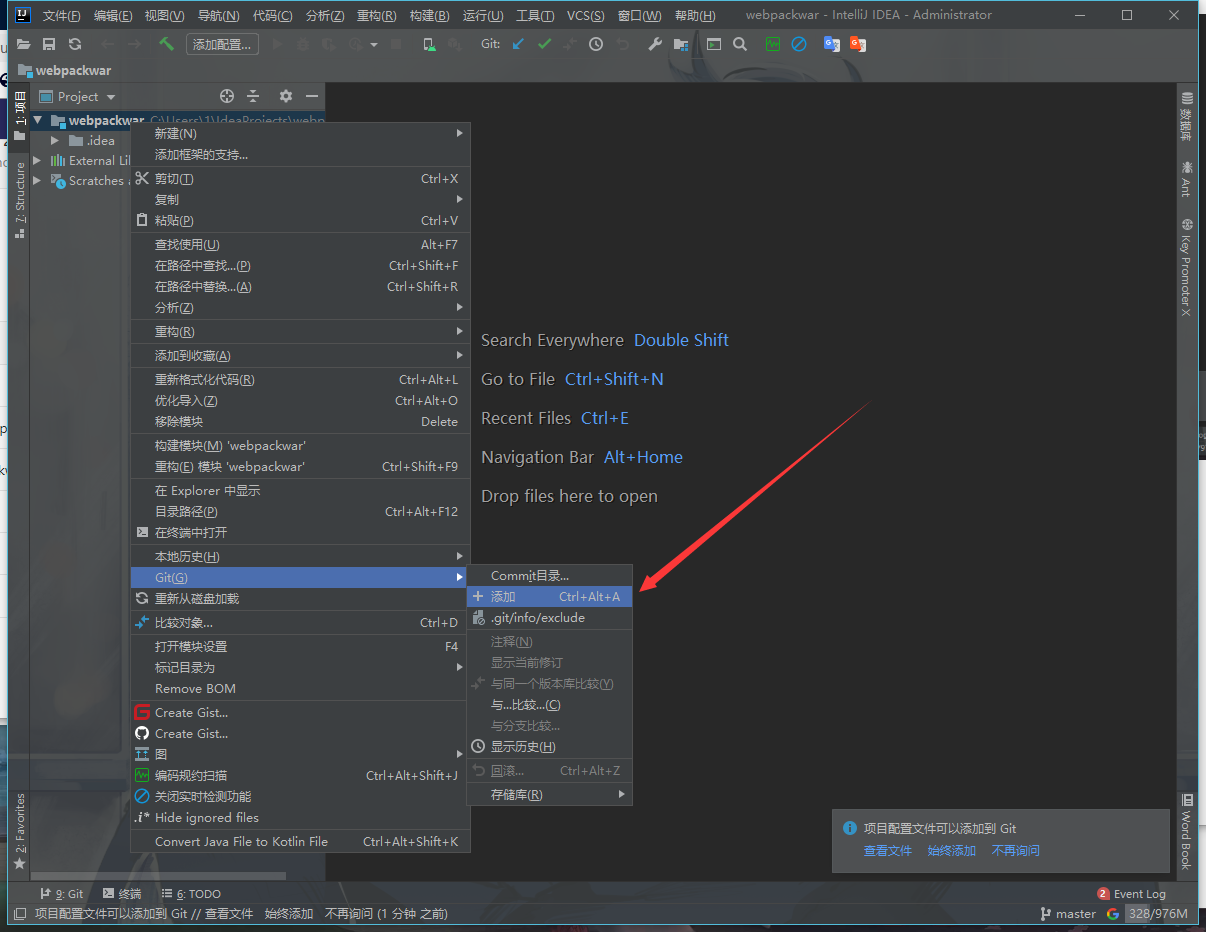 文件(F) 编辑(E) 视图(V) 导航(N) 代码(C) 分析(Z) 重构(R) 构建(B) 运行(U) 工具(T) VCS(S) 窗口(W) 帮助(H) webpackwar - IntelliJ IDEA - Administrator
添加配置... Git:
webpackwar
1: 项目
Project
webpackwar C:\Users\1\IdeaProjects\webp
.idea
External Li
Scratches a
7: Structure
2: Favorites
新建(N)
添加框架的支持...
剪切(T) Ctrl+X
复制
粘贴(P) Ctrl+V
查找使用(U) Alt+F7
在路径中查找...(P) Ctrl+Shift+F
在路径中替换...(A) Ctrl+Shift+R
分析(Z)
重构(R)
添加到收藏(A)
重新格式化代码(R) Ctrl+Alt+L
优化导入(Z) Ctrl+Alt+O
移除模块 Delete
构建模块(M) 'webpackwar'
重构(E) 模块 'webpackwar' Ctrl+Shift+F9
在 Explorer 中显示
目录路径(P) Ctrl+Alt+F12
在终端中打开
本地历史(H)
Git(G)
重新从磁盘加载
比较对象... Ctrl+D
打开模块设置 F4
标记目录为
Remove BOM
Create Gist...
Create Gist...
图
编码规约扫描 Ctrl+Alt+Shift+J
关闭实时检测功能
.i* Hide ignored files
Convert Java File to Kotlin File Ctrl+Alt+Shift+K
Commit目录...
添加 Ctrl+Alt+A
.git/info/exclude
注释(N)
显示当前修订
与同一个版本库比较(Y)
与...比较...(C)
与分支比较...
显示历史(H)
回滚... Ctrl+Alt+Z
存储库(R)
Search Everywhere Double Shift
Go to File Ctrl+Shift+N
Recent Files Ctrl+E
Navigation Bar Alt+Home
Drop files here to open
数据库
Ant
Key Promoter X
Word Book
项目配置文件可以添加到 Git
查看文件 始终添加 不再询问
9: Git 终端 6: TODO 2 Event Log
项目配置文件可以添加到 Git // 查看文件 始终添加 不再询问 (1 分钟 之前) master 328/976M